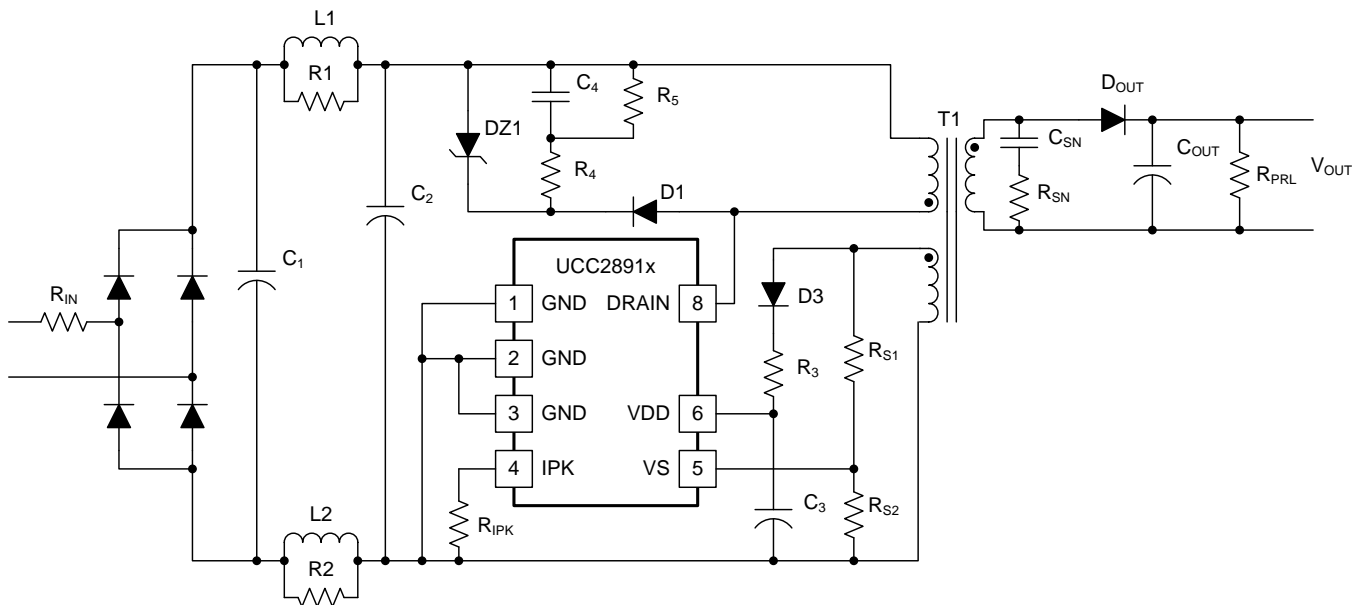 L1
R1
C4
R5
DOUT
T1
DZ1
CSN
COUT
RPRL
VOUT
R4
RSN
C2
D1
C1
UCC2891x
RIN
1 GND DRAIN 8
D3
2 GND
R3
RS1
3 GND VDD 6
4 IPK VS 5
C3
RS2
RIPK
L2
R2